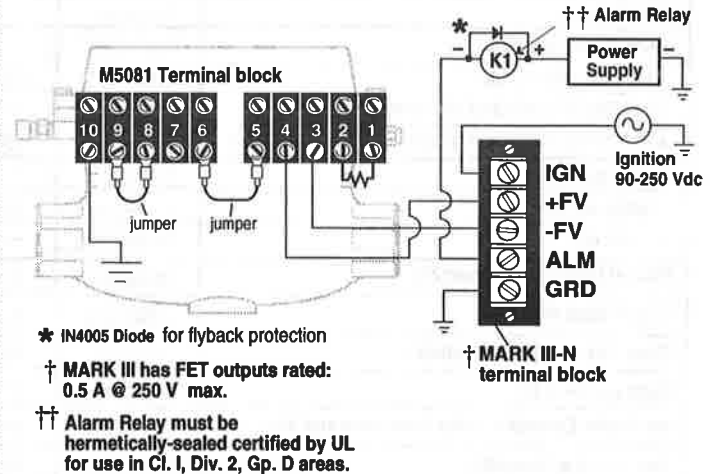 †† Alarm Relay
*
− K1 +
Power
Supply
−
M5081 Terminal block
10 9 8 7 6 5 4 3 2 1
Ignition
90-250 Vdc
IGN
+FV
-FV
ALM
GRD
jumper
jumper
* IN4005 Diode for flyback protection
† MARK III has FET outputs rated:
0.5 A @ 250 V max.
†† Alarm Relay must be
hermetically-sealed certified by UL
for use in Cl. I, Div. 2, Gp. D areas.
† MARK III-N
terminal block